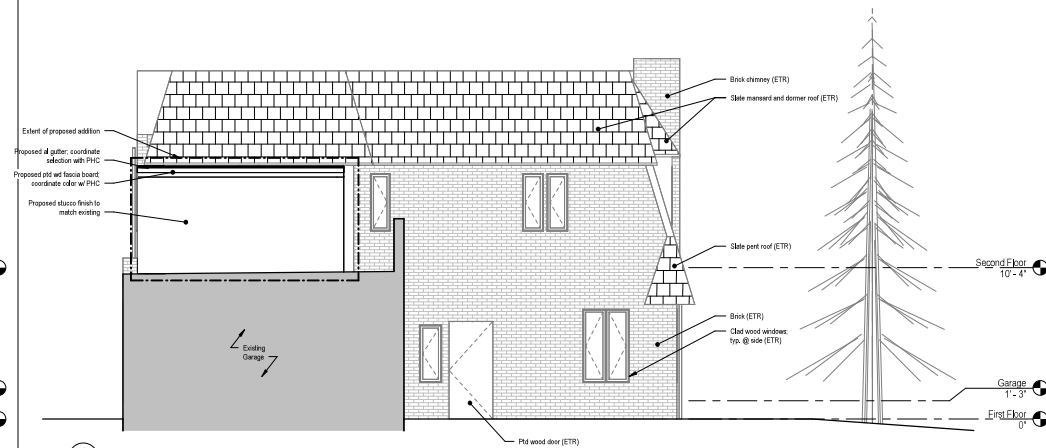 Brick chimney (ETR)
Slate mansard and dormer roof (ETR)
Extent of proposed addition
Proposed al gutter; coordinate
selection with PHC
Proposed ptd wd fascia board;
coordinate color w/ PHC
Proposed stucco finish to
match existing
Slate pent roof (ETR)
Second Floor
10' - 4"
Brick (ETR)
Clad wood windows;
typ. @ side (ETR)
Existing
Garage
Garage
1' - 3"
First Floor
0"
Ptd wood door (ETR)